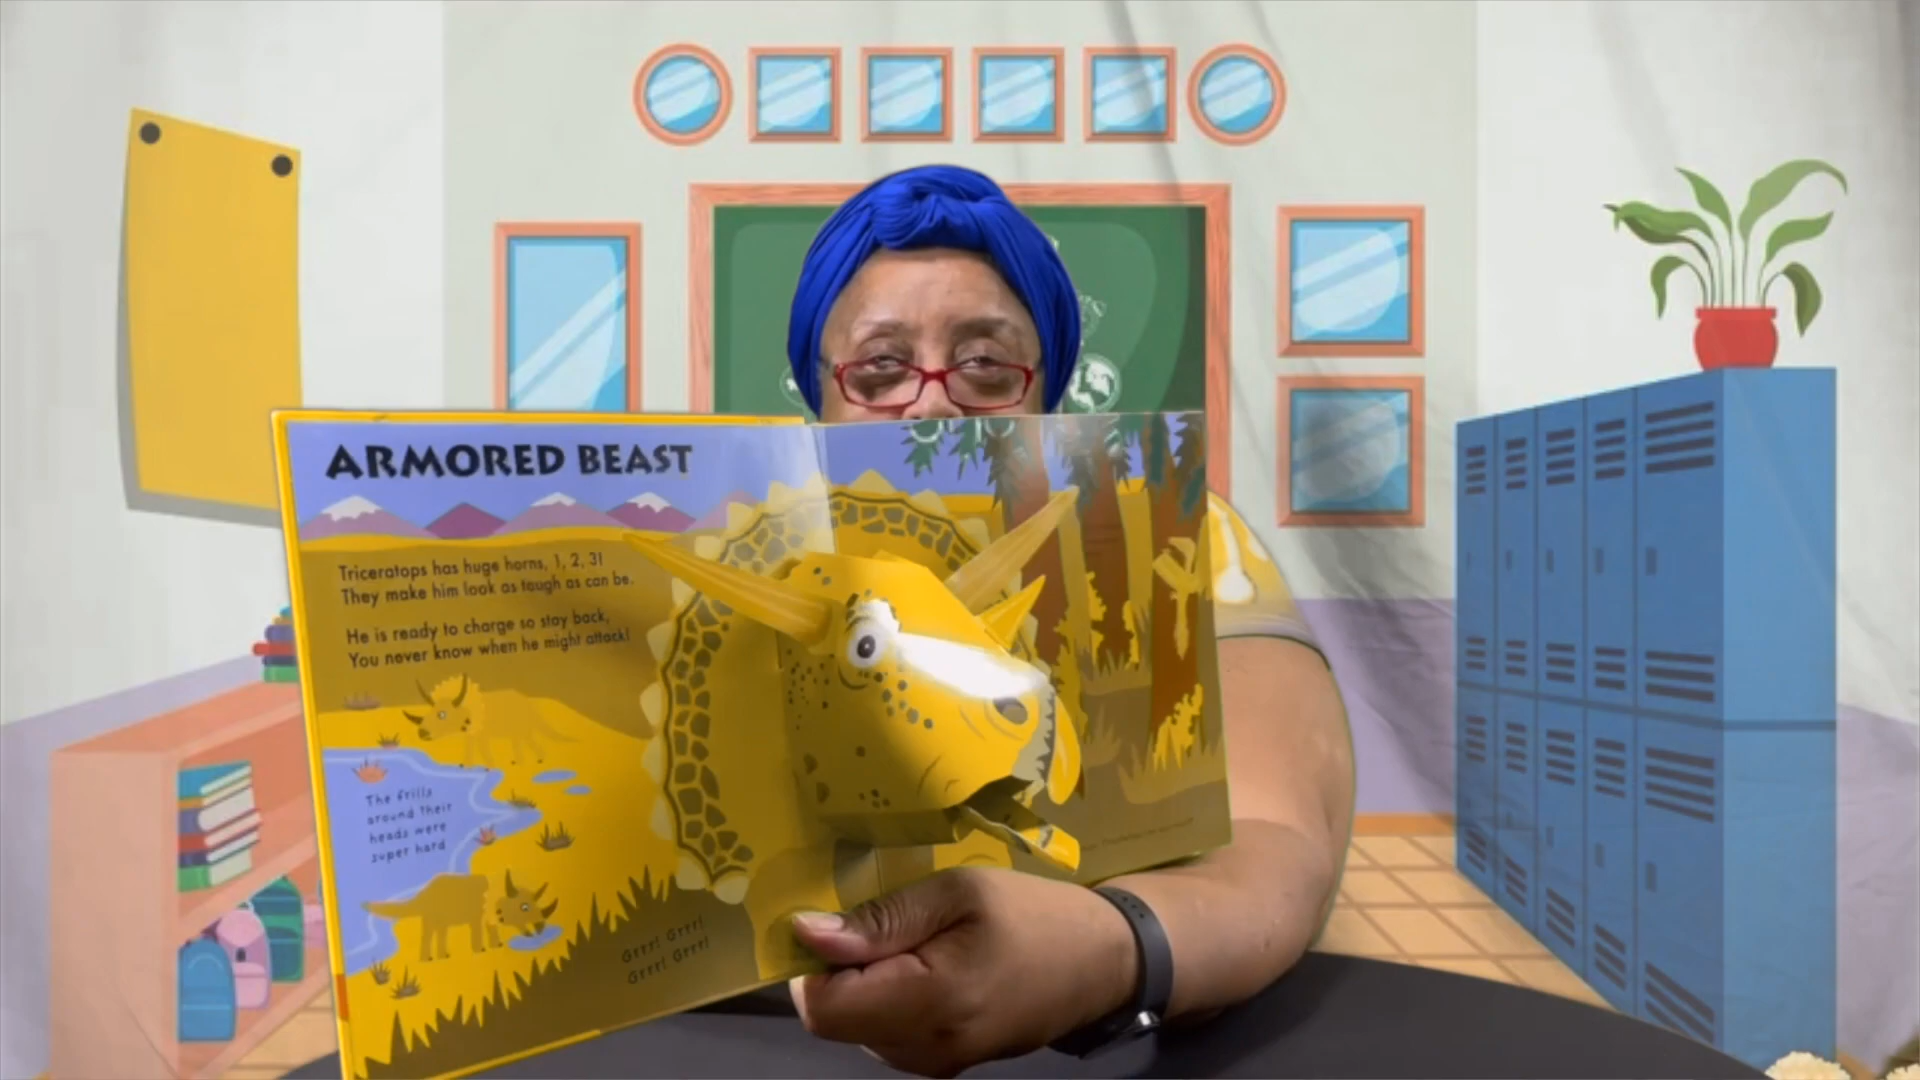 ARMORED BEAST
Triceratops has huge horns, 1, 2, 3!
They make him look as tough as can be.
He is ready to charge so stay back,
You never know when he might attack!
The frills
around their
heads were
super hard
Grrr! Grrr!
Grrr! Grrr!